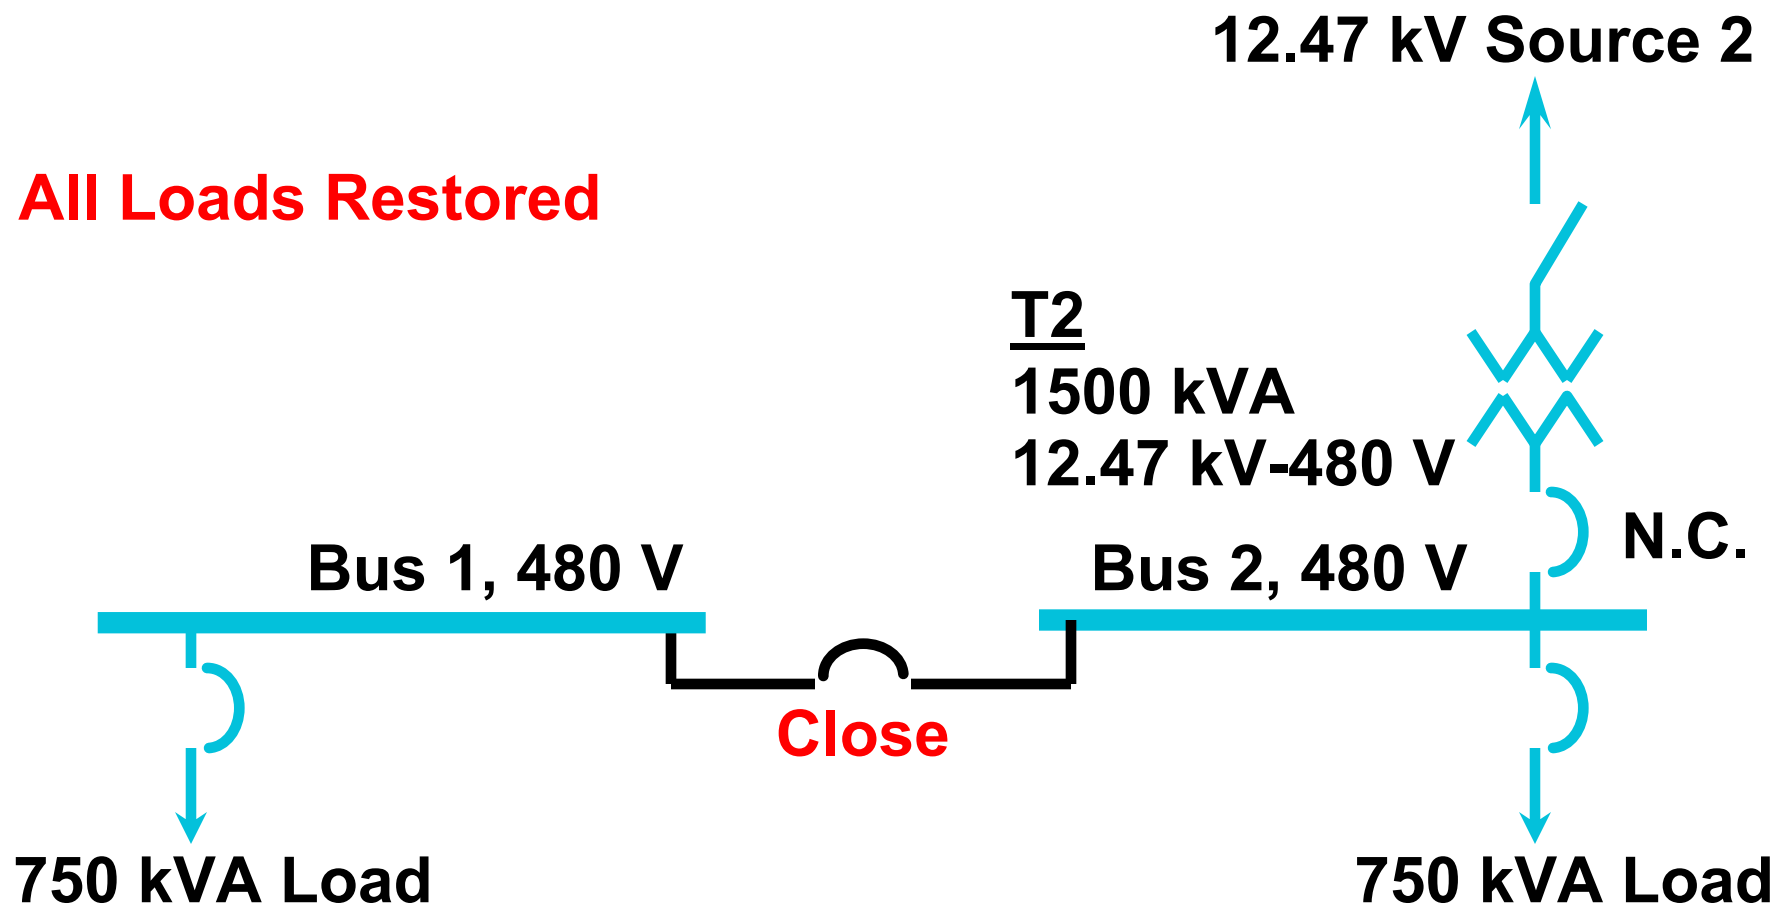 12.47 kV Source 2
All Loads Restored
T2
1500 kVA
12.47 kV-480 V
N.C.
Bus 1, 480 V
Bus 2, 480 V
Close
750 kVA Load
750 kVA Load